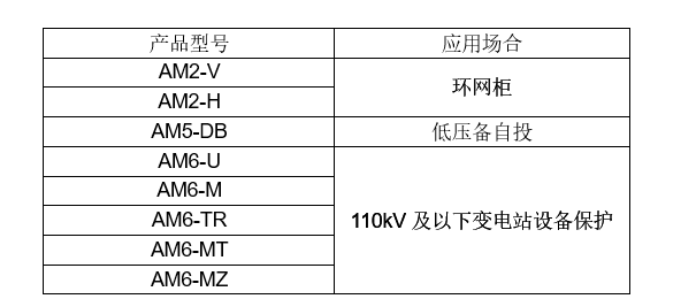 产品型号 应用场合
AM2-V
环网柜
AM2-H
AM5-DB 低压备自投
AM6-U
AM6-M
AM6-TR 110kV 及以下变电站设备保护
AM6-MT
AM6-MZ